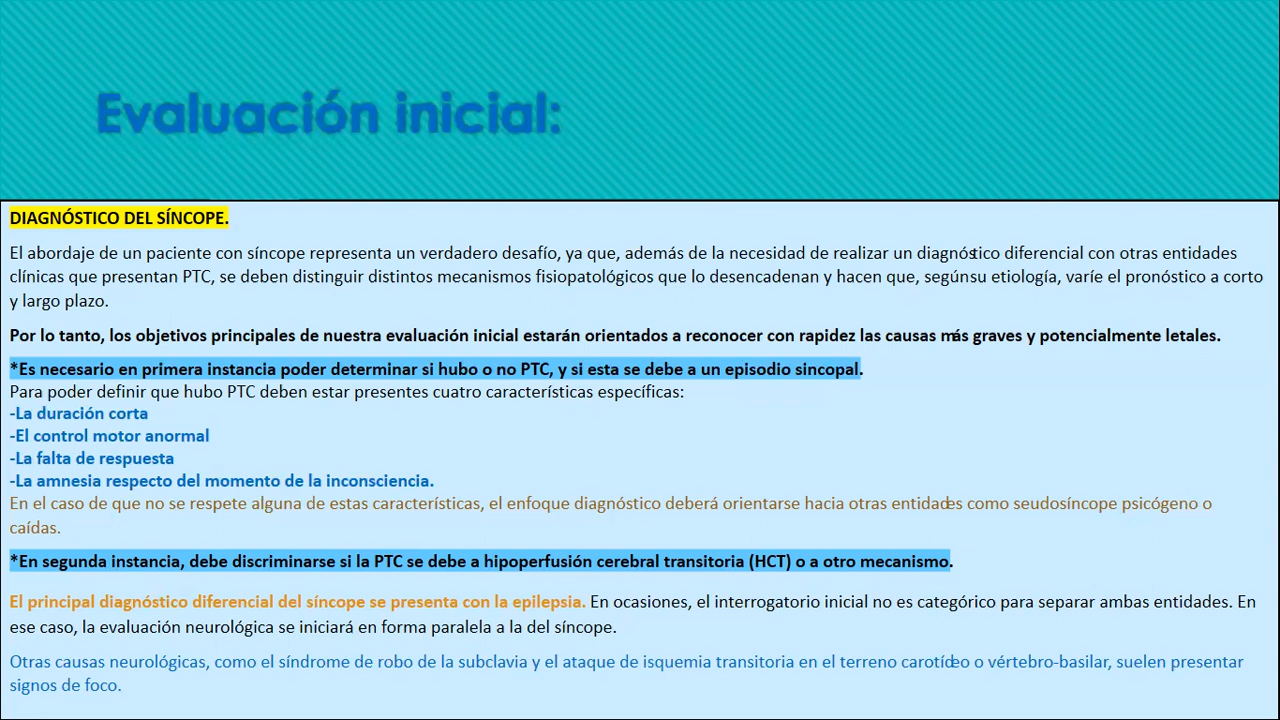 Evaluación inicial:
DIAGNÓSTICO DEL SÍNCOPE.
El abordaje de un paciente con síncope representa un verdadero desafío, ya que, además de la necesidad de realizar un diagnóstico diferencial con otras entidades
clínicas que presentan PTC, se deben distinguir distintos mecanismos fisiopatológicos que lo desencadenan y hacen que, segúnsu etiología, varíe el pronóstico a corto
y largo plazo.
Por lo tanto, los objetivos principales de nuestra evaluación inicial estarán orientados a reconocer con rapidez las causas más graves y potencialmente letales.
*Es necesario en primera instancia poder determinar si hubo o no PTC, y si esta se debe a un episodio sincopal.
Para poder definir que hubo PTC deben estar presentes cuatro características específicas:
-La duración corta
-El control motor anormal
-La falta de respuesta
-La amnesia respecto del momento de la inconsciencia.
En el caso de que no se respete alguna de estas características, el enfoque diagnóstico deberá orientarse hacia otras entidades como seudosíncope psicógeno o
caídas.
*En segunda instancia, debe discriminarse si la PTC se debe a hipoperfusión cerebral transitoria (HCT) o a otro mecanismo.
El principal diagnóstico diferencial del síncope se presenta con la epilepsia. En ocasiones, el interrogatorio inicial no es categórico para separar ambas entidades. En
ese caso, la evaluación neurológica se iniciará en forma paralela a la del síncope.
Otras causas neurológicas, como el síndrome de robo de la subclavia y el ataque de isquemia transitoria en el terreno carotídeo o vértebro-basilar, suelen presentar
signos de foco.